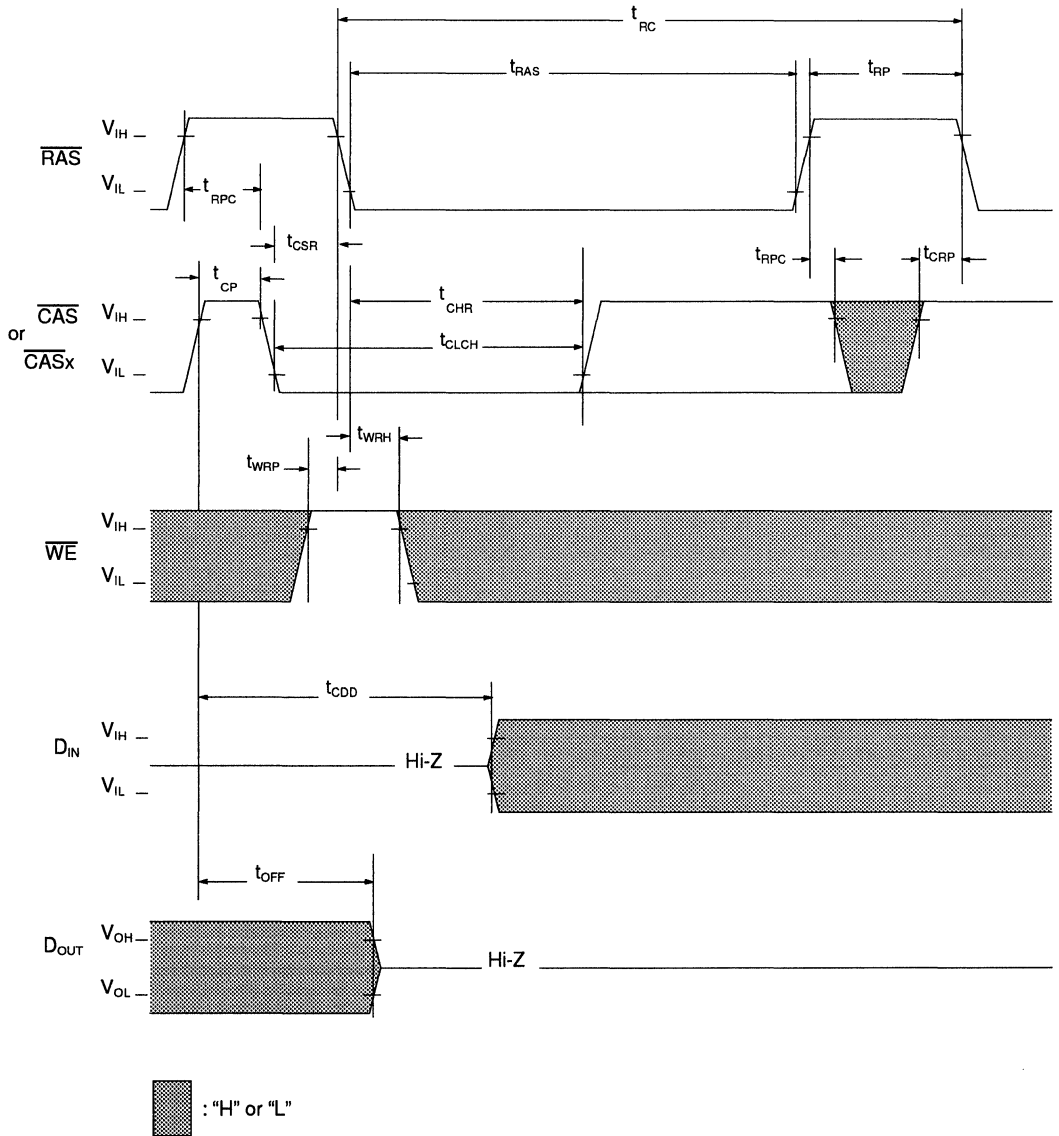 t RC
tRAS
tRP
VIH
RAS
VIL
tRPC
tCSR
tRPC
tCRP
tCP
tCHR
CAS
VIH
or
CASx
tCLCH
VIL
tWRH
tWRP
VIH
WE
VIL
tCDD
VIH
DIN
Hi-Z
VIL
tOFF
VOH
DOUT
Hi-Z
VOL
: "H" or "L"